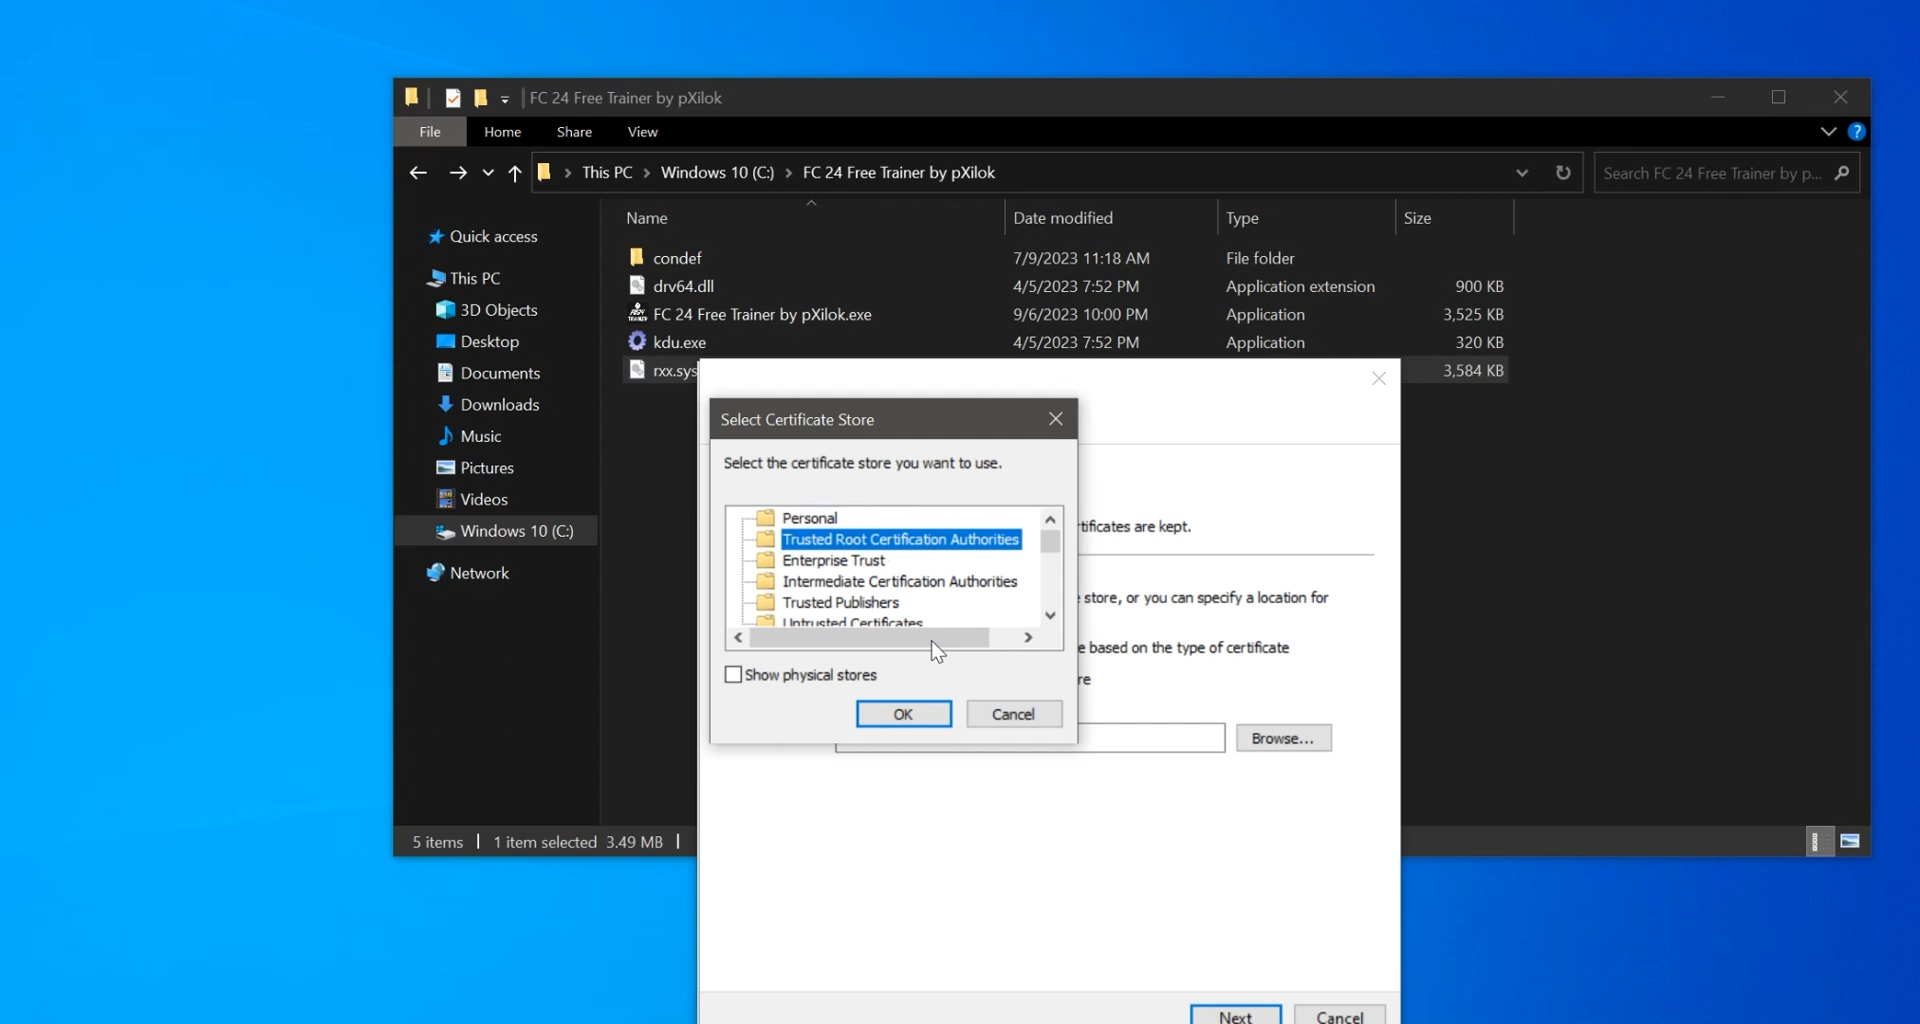 FC 24 Free Trainer by pXilok
File Home Share View
This PC Windows 10 (C:) FC 24 Free Trainer by pXilok
Search FC 24 Free Trainer by p...
Name Date modified Type Size
Quick access
This PC
3D Objects
Desktop
Documents
Downloads
Music
Pictures
Videos
Windows 10 (C:)
Network
condef 7/9/2023 11:18 AM File folder
drv64.dll 4/5/2023 7:52 PM Application extension 900 KB
FC 24 Free Trainer by pXilok.exe 9/6/2023 10:00 PM Application 3,525 KB
kdu.exe 4/5/2023 7:52 PM Application 320 KB
rxx.sys 3,584 KB
Select Certificate Store
Select the certificate store you want to use.
Personal
Trusted Root Certification Authorities
Enterprise Trust
Intermediate Certification Authorities
Trusted Publishers
Untrusted Certificates
Show physical stores
OK Cancel
tificates are kept.
store, or you can specify a location for
e based on the type of certificate
re
Browse...
Next Cancel
5 items 1 item selected 3.49 MB